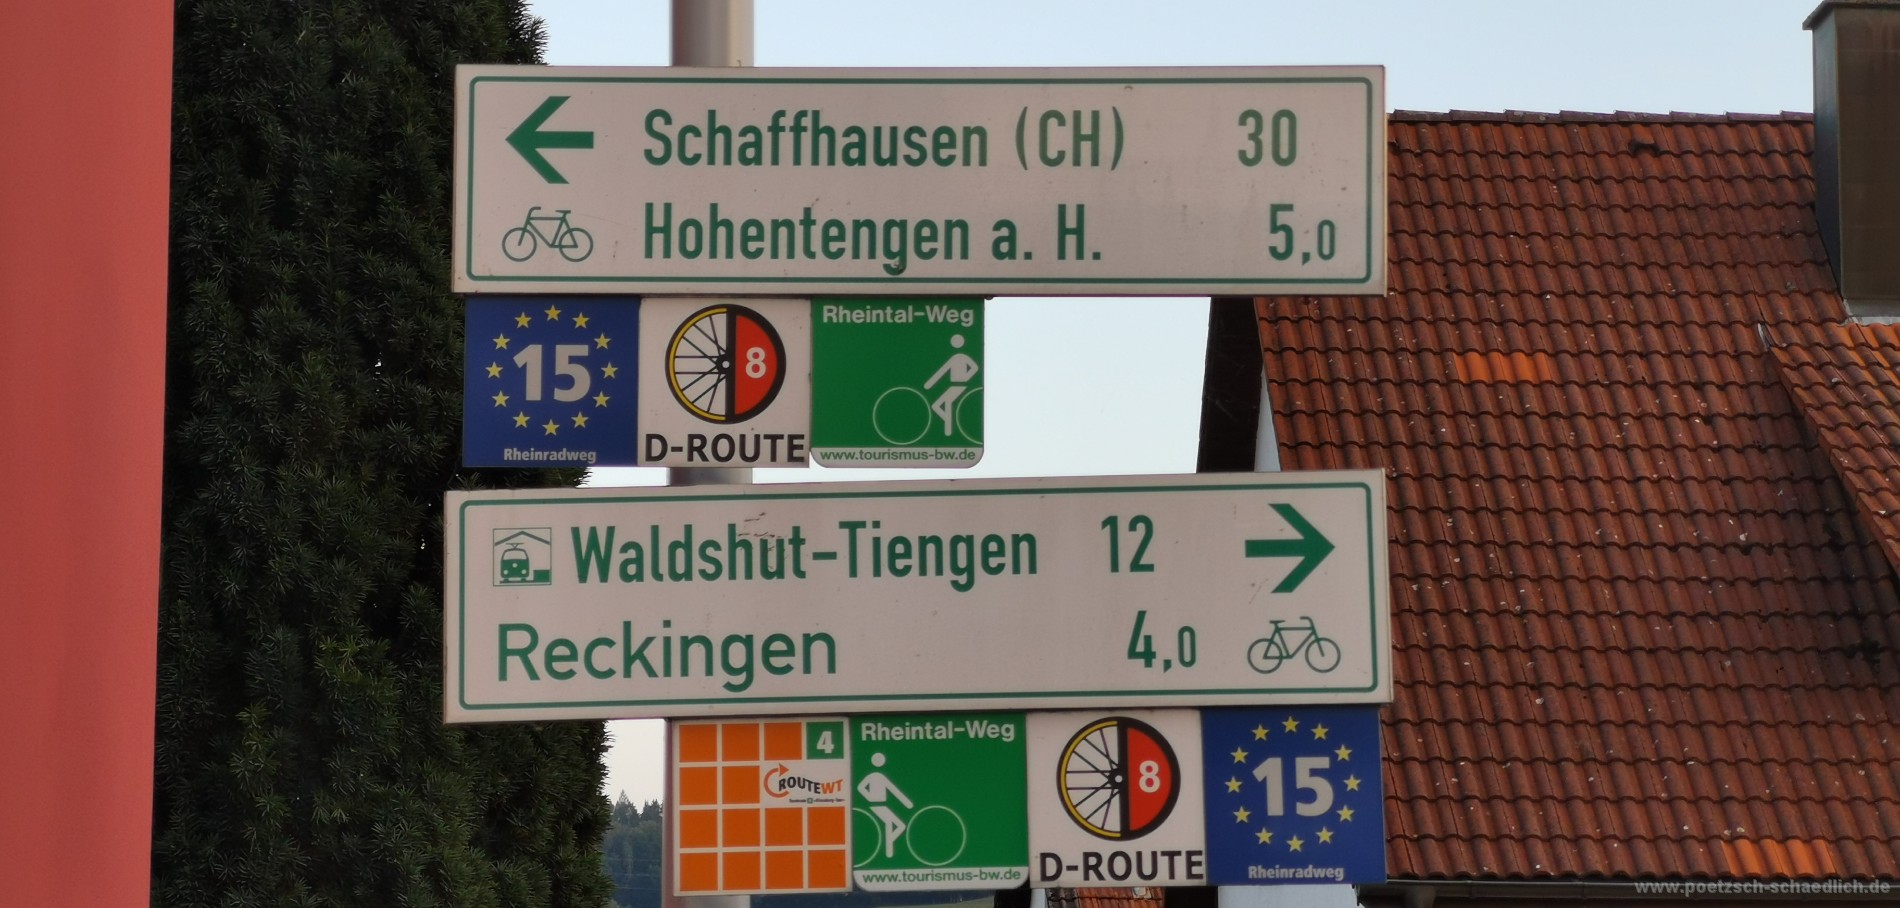 Schaffhausen (CH) 30
Hohentengen a. H. 5,0
15
Rheinradweg
8
D-ROUTE
Rheintal-Weg
www.tourismus-bw.de
Waldshut-Tiengen 12
Reckingen 4,0
4
ROUTEWT
Rheintal-Weg
www.tourismus-bw.de
8
D-ROUTE
15
Rheinradweg
www.poetzsch-schaedlich.de